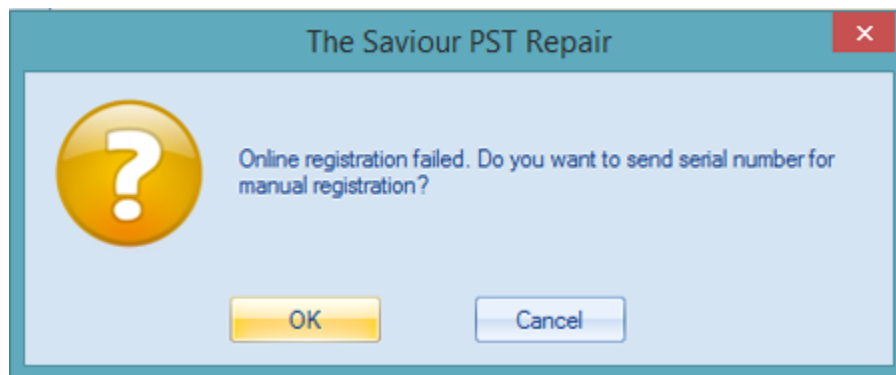 The Saviour PST Repair
Online registration failed. Do you want to send serial number for
manual registration?
OK
Cancel